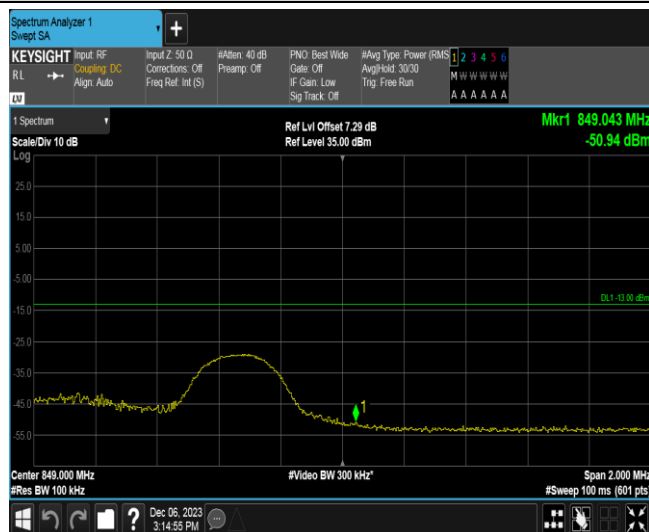 Spectrum Analyzer 1
Swept SA
+
KEYSIGHT
RL
LXI
Input: RF
Coupling: DC
Align: Auto
Input Z: 50 Ω
Corrections: Off
Freq Ref: Int (S)
#Atten: 40 dB
Preamp: Off
PNO: Best Wide
Gate: Off
IF Gain: Low
Sig Track: Off
#Avg Type: Power (RMS
Avg|Hold: 30/30
Trig: Free Run
1 2 3 4 5 6
M W W W W W
A A A A A A
1 Spectrum
Scale/Div 10 dB
Ref Lvl Offset 7.29 dB
Ref Level 35.00 dBm
Mkr1 849.043 MHz
-50.94 dBm
Log
25.0
15.0
5.00
-5.00
DL1 -13.00 dBm
-15.0
-25.0
-35.0
-45.0
1
-55.0
Center 849.000 MHz
#Video BW 300 kHz*
Span 2.000 MHz
#Res BW 100 kHz
#Sweep 100 ms (601 pts)
?
Dec 06, 2023
3:14:55 PM